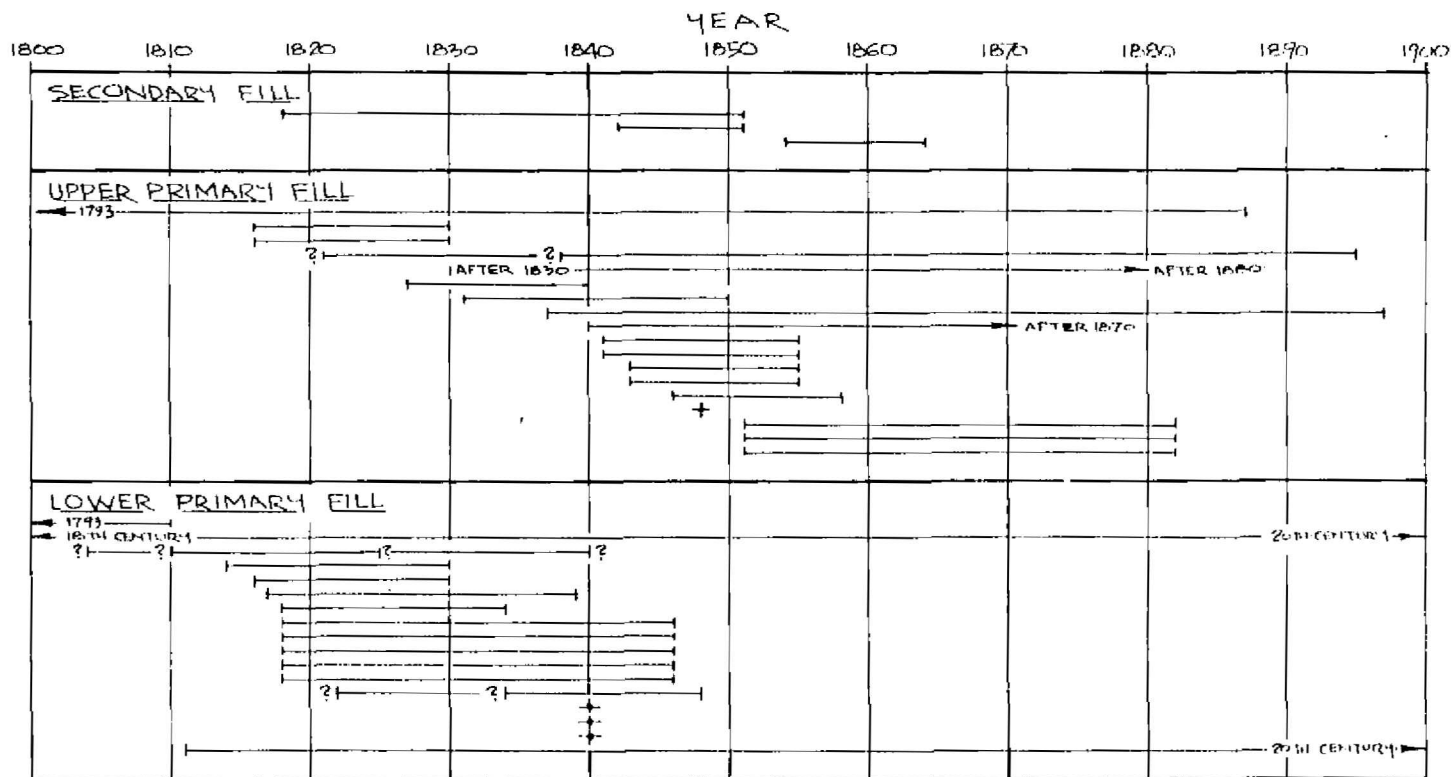 YEAR
1800 1810 1820 1830 1840 1850 1860 1870 1880 1890 1900
SECONDARY FILL
UPPER PRIMARY FILL
1793
? ?
AFTER 1830 AFTER 1880
AFTER 1870
LOWER PRIMARY FILL
1793
18TH CENTURY 20TH CENTURY
? ? ? ?
? ?
20TH CENTURY